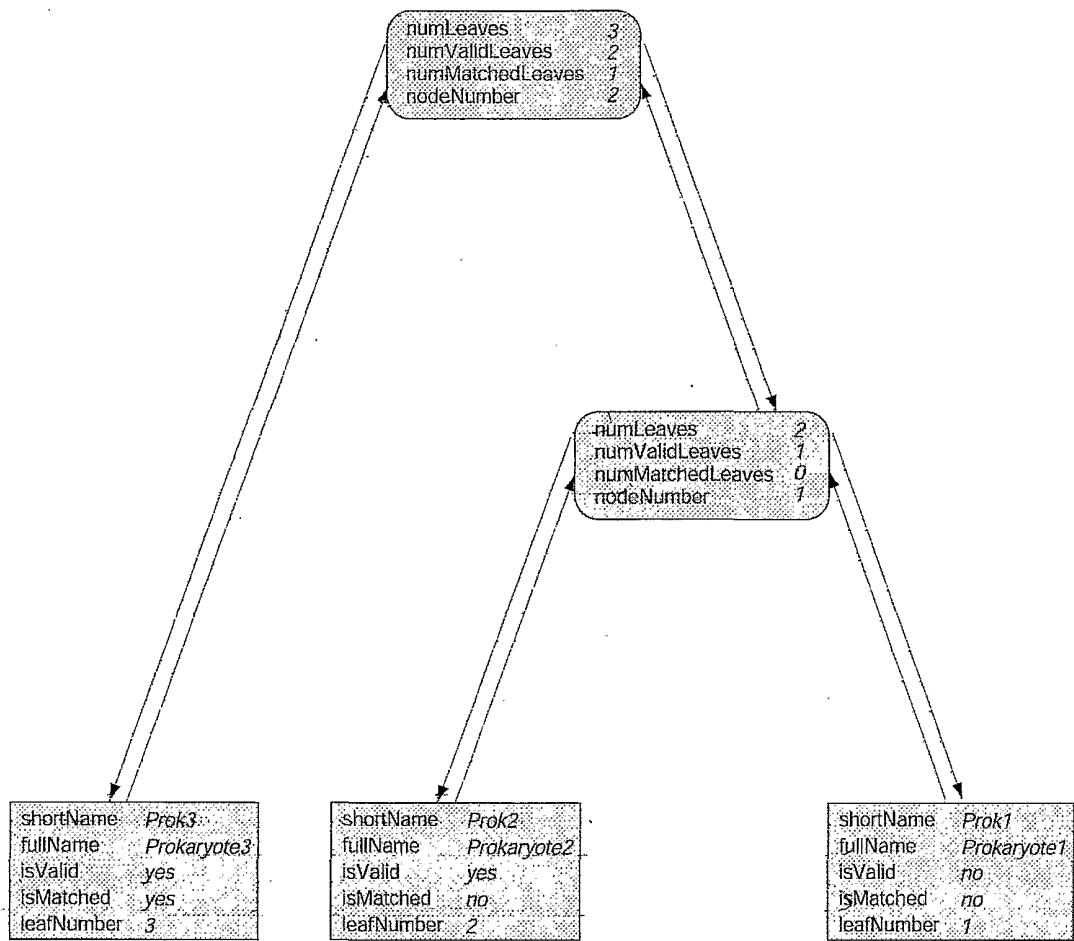 numLeaves 3
numValidLeaves 2
numMatchedLeaves 1
nodeNumber 2
numLeaves 2
numValidLeaves 1
numMatchedLeaves 0
nodeNumber 1
shortName Prok3
fullName Prokaryote3
isValid yes
isMatched yes
leafNumber 3
shortName Prok2
fullName Prokaryote2
isValid yes
isMatched no
leafNumber 2
shortName Prok1
fullName Prokaryote1
isValid no
isMatched no
leafNumber 1